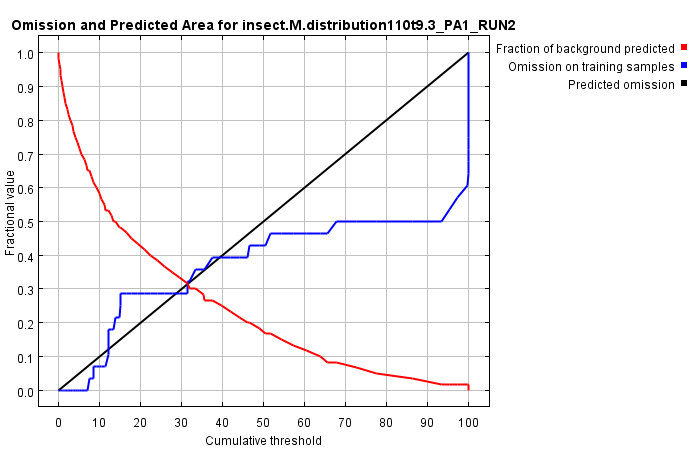 Omission and Predicted Area for insect.M.distribution110t9.3_PA1_RUN2
Fraction of background predicted
Omission on training samples
Predicted omission
Fractional value
1.0
0.9
0.8
0.7
0.6
0.5
0.4
0.3
0.2
0.1
0.0
0 10 20 30 40 50 60 70 80 90 100
Cumulative threshold